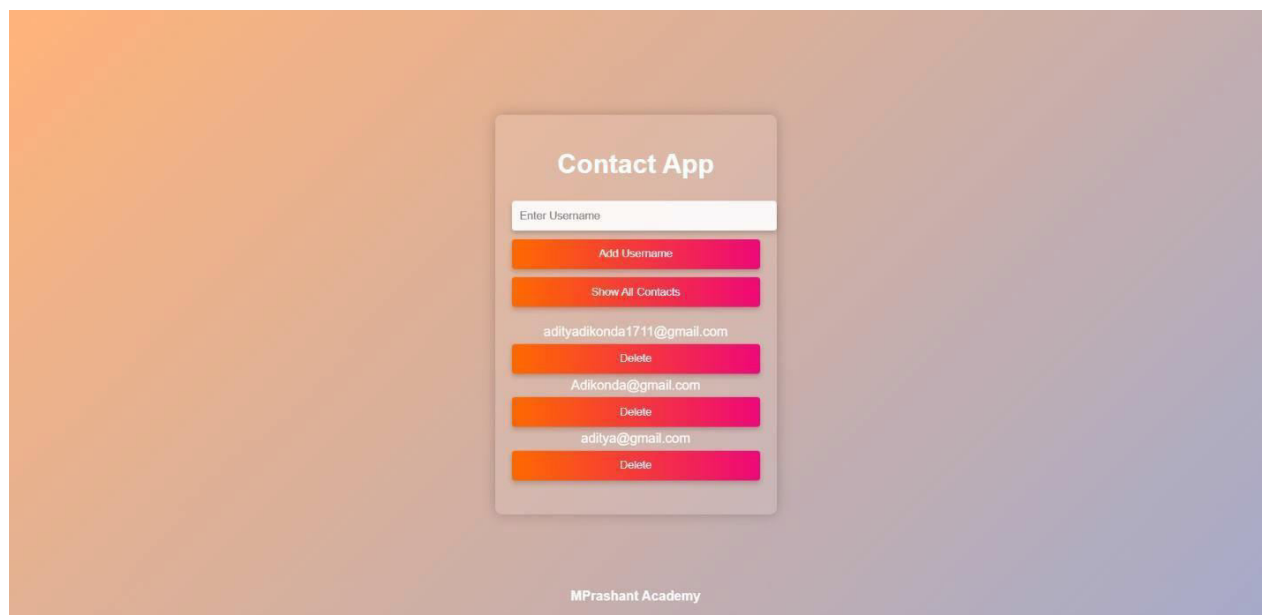 Contact App
Enter Username
Add Username
Show All Contacts
adityadikonda1711@gmail.com
Delete
Adikonda@gmail.com
Delete
aditya@gmail.com
Delete
MPrashant Academy